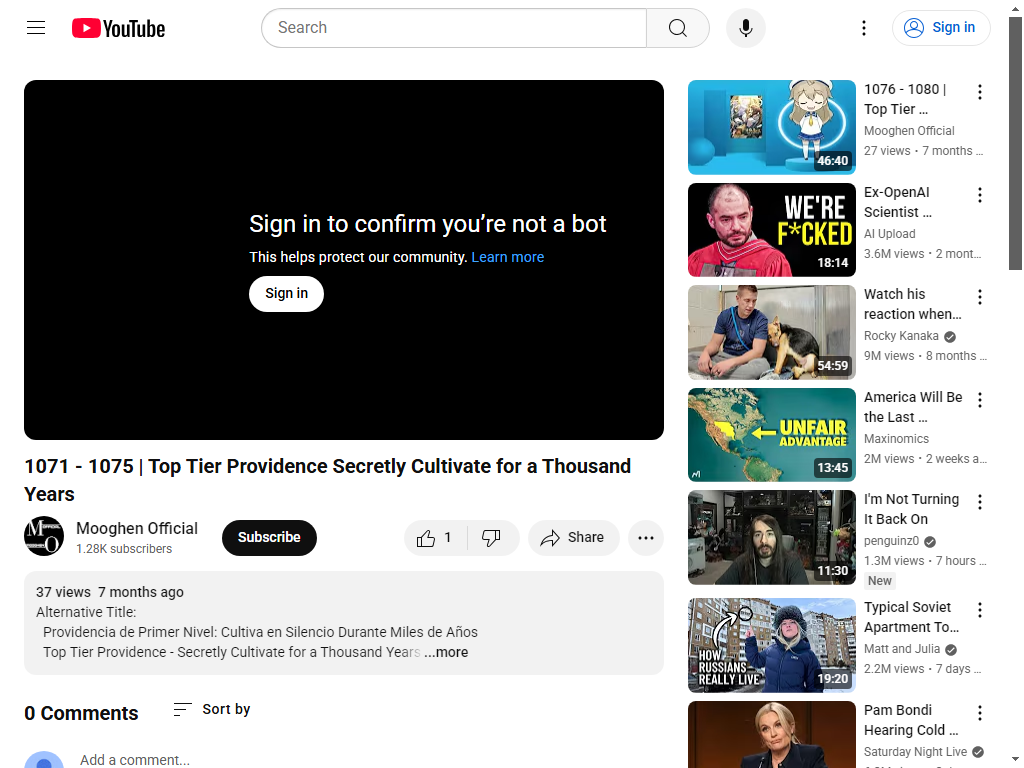 YouTube
Search
Sign in
Sign in to confirm you’re not a bot
This helps protect our community. Learn more
Sign in
1071 - 1075 | Top Tier Providence Secretly Cultivate for a Thousand
Years
Mooghen Official
1.28K subscribers
Subscribe
1
Share
37 views 7 months ago
Alternative Title:
Providencia de Primer Nivel: Cultiva en Silencio Durante Miles de Años
Top Tier Providence - Secretly Cultivate for a Thousand Years ...more
0 Comments
Sort by
Add a comment...
46:40
1076 - 1080 |
Top Tier ...
Mooghen Official
27 views • 7 months ...
WE'RE
F*CKED
18:14
Ex-OpenAI
Scientist ...
AI Upload
3.6M views • 2 mont...
54:59
Watch his
reaction when...
Rocky Kanaka
9M views • 8 months ...
UNFAIR
ADVANTAGE
13:45
America Will Be
the Last ...
Maxinomics
2M views • 2 weeks a...
11:30
I'm Not Turning
It Back On
penguinz0
1.3M views • 7 hours ...
New
HOW
RUSSIANS
REALLY LIVE
19:20
Typical Soviet
Apartment To...
Matt and Julia
2.2M views • 7 days ...
Pam Bondi
Hearing Cold ...
Saturday Night Live